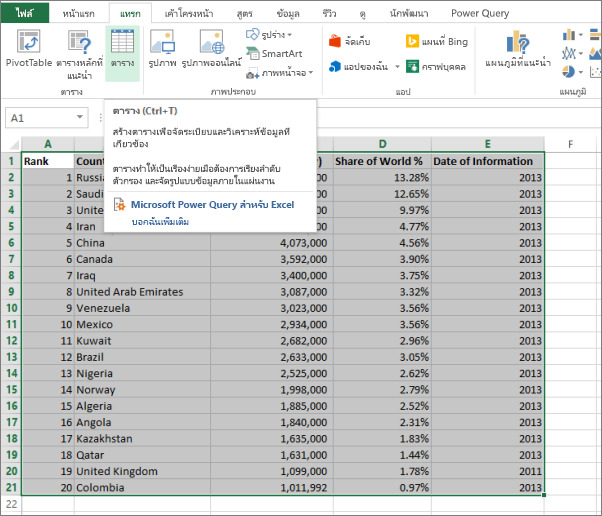 ไฟล์ หน้าแรก แทรก เค้าโครงหน้า สูตร ข้อมูล รีวิว ดู นักพัฒนา Power Query
PivotTable ตารางหลักที่แนะนำ ตาราง รูปภาพ รูปภาพออนไลน์
รูปร่าง
SmartArt
ภาพหน้าจอ
จัดเก็บ
แอปของฉัน
แผนที่ Bing
กราฟบุคคล
แผนภูมิที่แนะนำ
ตาราง ภาพประกอบ แอป แผนภูมิ
A1
ตาราง (Ctrl+T)
สร้างตารางเพื่อจัดระเบียบและวิเคราะห์ข้อมูลที่
เกี่ยวข้อง
ตารางทำให้เป็นเรื่องง่ายเมื่อต้องการเรียงลำดับ
ตัวกรอง และจัดรูปแบบข้อมูลภายในแผ่นงาน
Microsoft Power Query สำหรับ Excel
บอกฉันเพิ่มเติม
A D E F
1 Rank Count r) Share of World % Date of Information
2 1 Russia 000 13.28% 2013
3 2 Saudi 000 12.65% 2013
4 3 Unite 000 9.97% 2013
5 4 Iran 000 4.77% 2013
6 5 China 4,073,000 4.56% 2013
7 6 Canada 3,592,000 3.90% 2013
8 7 Iraq 3,400,000 3.75% 2013
9 8 United Arab Emirates 3,087,000 3.32% 2013
10 9 Venezuela 3,023,000 3.56% 2013
11 10 Mexico 2,934,000 3.56% 2013
12 11 Kuwait 2,682,000 2.96% 2013
13 12 Brazil 2,633,000 3.05% 2013
14 13 Nigeria 2,525,000 2.62% 2013
15 14 Norway 2,79,000 2.79% 2013
16 15 Algeria 1,885,000 2.52% 2013
17 16 Angola 1,840,000 2.31% 2013
18 17 Kazakhstan 1,635,000 1.83% 2013
19 18 Qatar 1,631,000 1.44% 2013
20 19 United Kingdom 1,099,000 1.78% 2011
21 20 Colombia 1,011,992 0.97% 2013
22